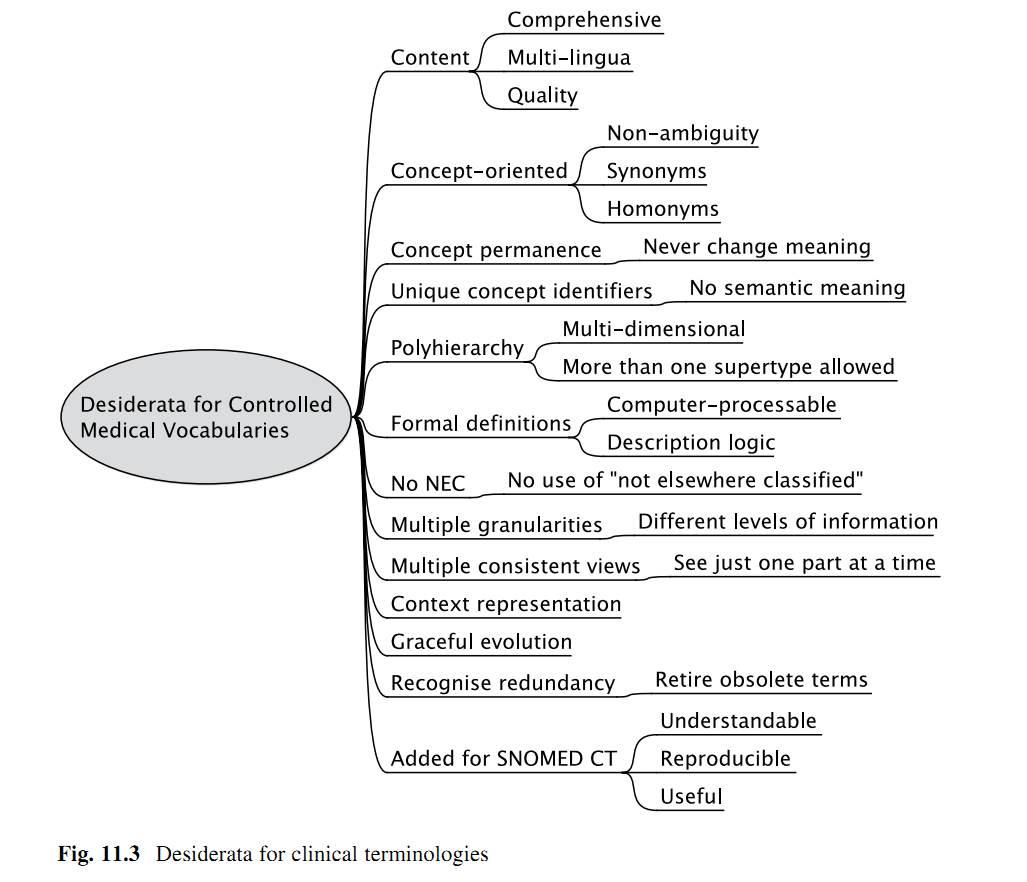 Desiderata for Controlled
Medical Vocabularies
Content
Comprehensive
Multi-lingua
Quality
Concept-oriented
Non-ambiguity
Synonyms
Homonyms
Concept permanence
Never change meaning
Unique concept identifiers
No semantic meaning
Polyhierarchy
Multi-dimensional
More than one supertype allowed
Formal definitions
Computer-processable
Description logic
No NEC
No use of "not elsewhere classified"
Multiple granularities
Different levels of information
Multiple consistent views
See just one part at a time
Context representation
Graceful evolution
Recognise redundancy
Retire obsolete terms
Added for SNOMED CT
Understandable
Reproducible
Useful
Fig. 11.3 Desiderata for clinical terminologies